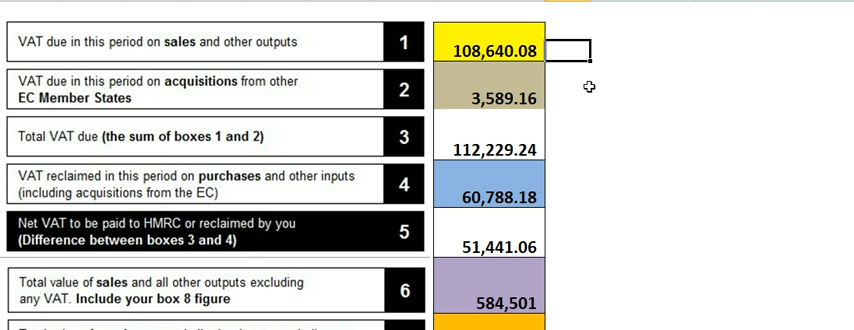 VAT due in this period on sales and other outputs 1 108,640.08
VAT due in this period on acquisitions from other
EC Member States 2 3,589.16
Total VAT due (the sum of boxes 1 and 2) 3 112,229.24
VAT reclaimed in this period on purchases and other inputs
(including acquisitions from the EC) 4 60,788.18
Net VAT to be paid to HMRC or reclaimed by you
(Difference between boxes 3 and 4) 5 51,441.06
Total value of sales and all other outputs excluding
any VAT. Include your box 8 figure 6 584,501